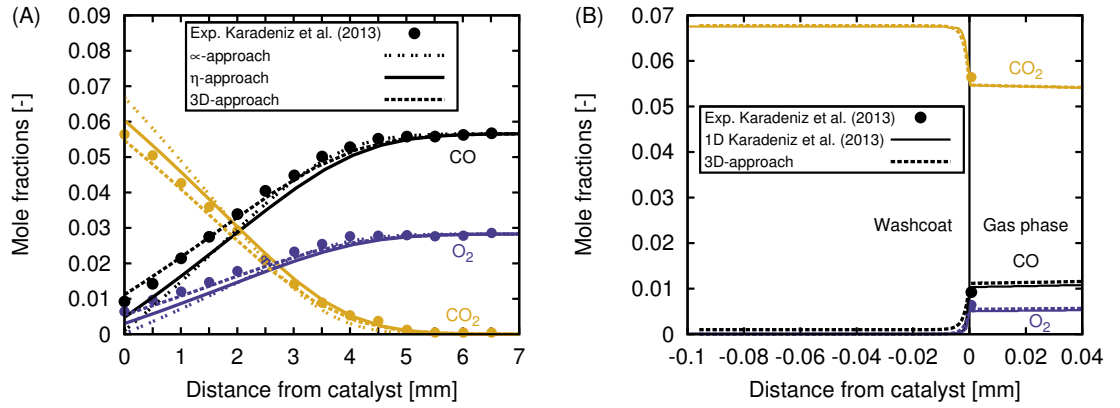 (A)
Mole fractions [-]
0.09
0.08
0.07
0.06
0.05
0.04
0.03
0.02
0.01
0
Exp. Karadeniz et al. (2013)
∝-approach
η-approach
3D-approach
CO
O2
CO2
0 1 2 3 4 5 6 7
Distance from catalyst [mm]
(B)
Mole fractions [-]
0.07
0.06
0.05
0.04
0.03
0.02
0.01
0
CO2
Exp. Karadeniz et al. (2013)
1D Karadeniz et al. (2013)
3D-approach
Washcoat Gas phase
CO
O2
-0.1 -0.08 -0.06 -0.04 -0.02 0 0.02 0.04
Distance from catalyst [mm]